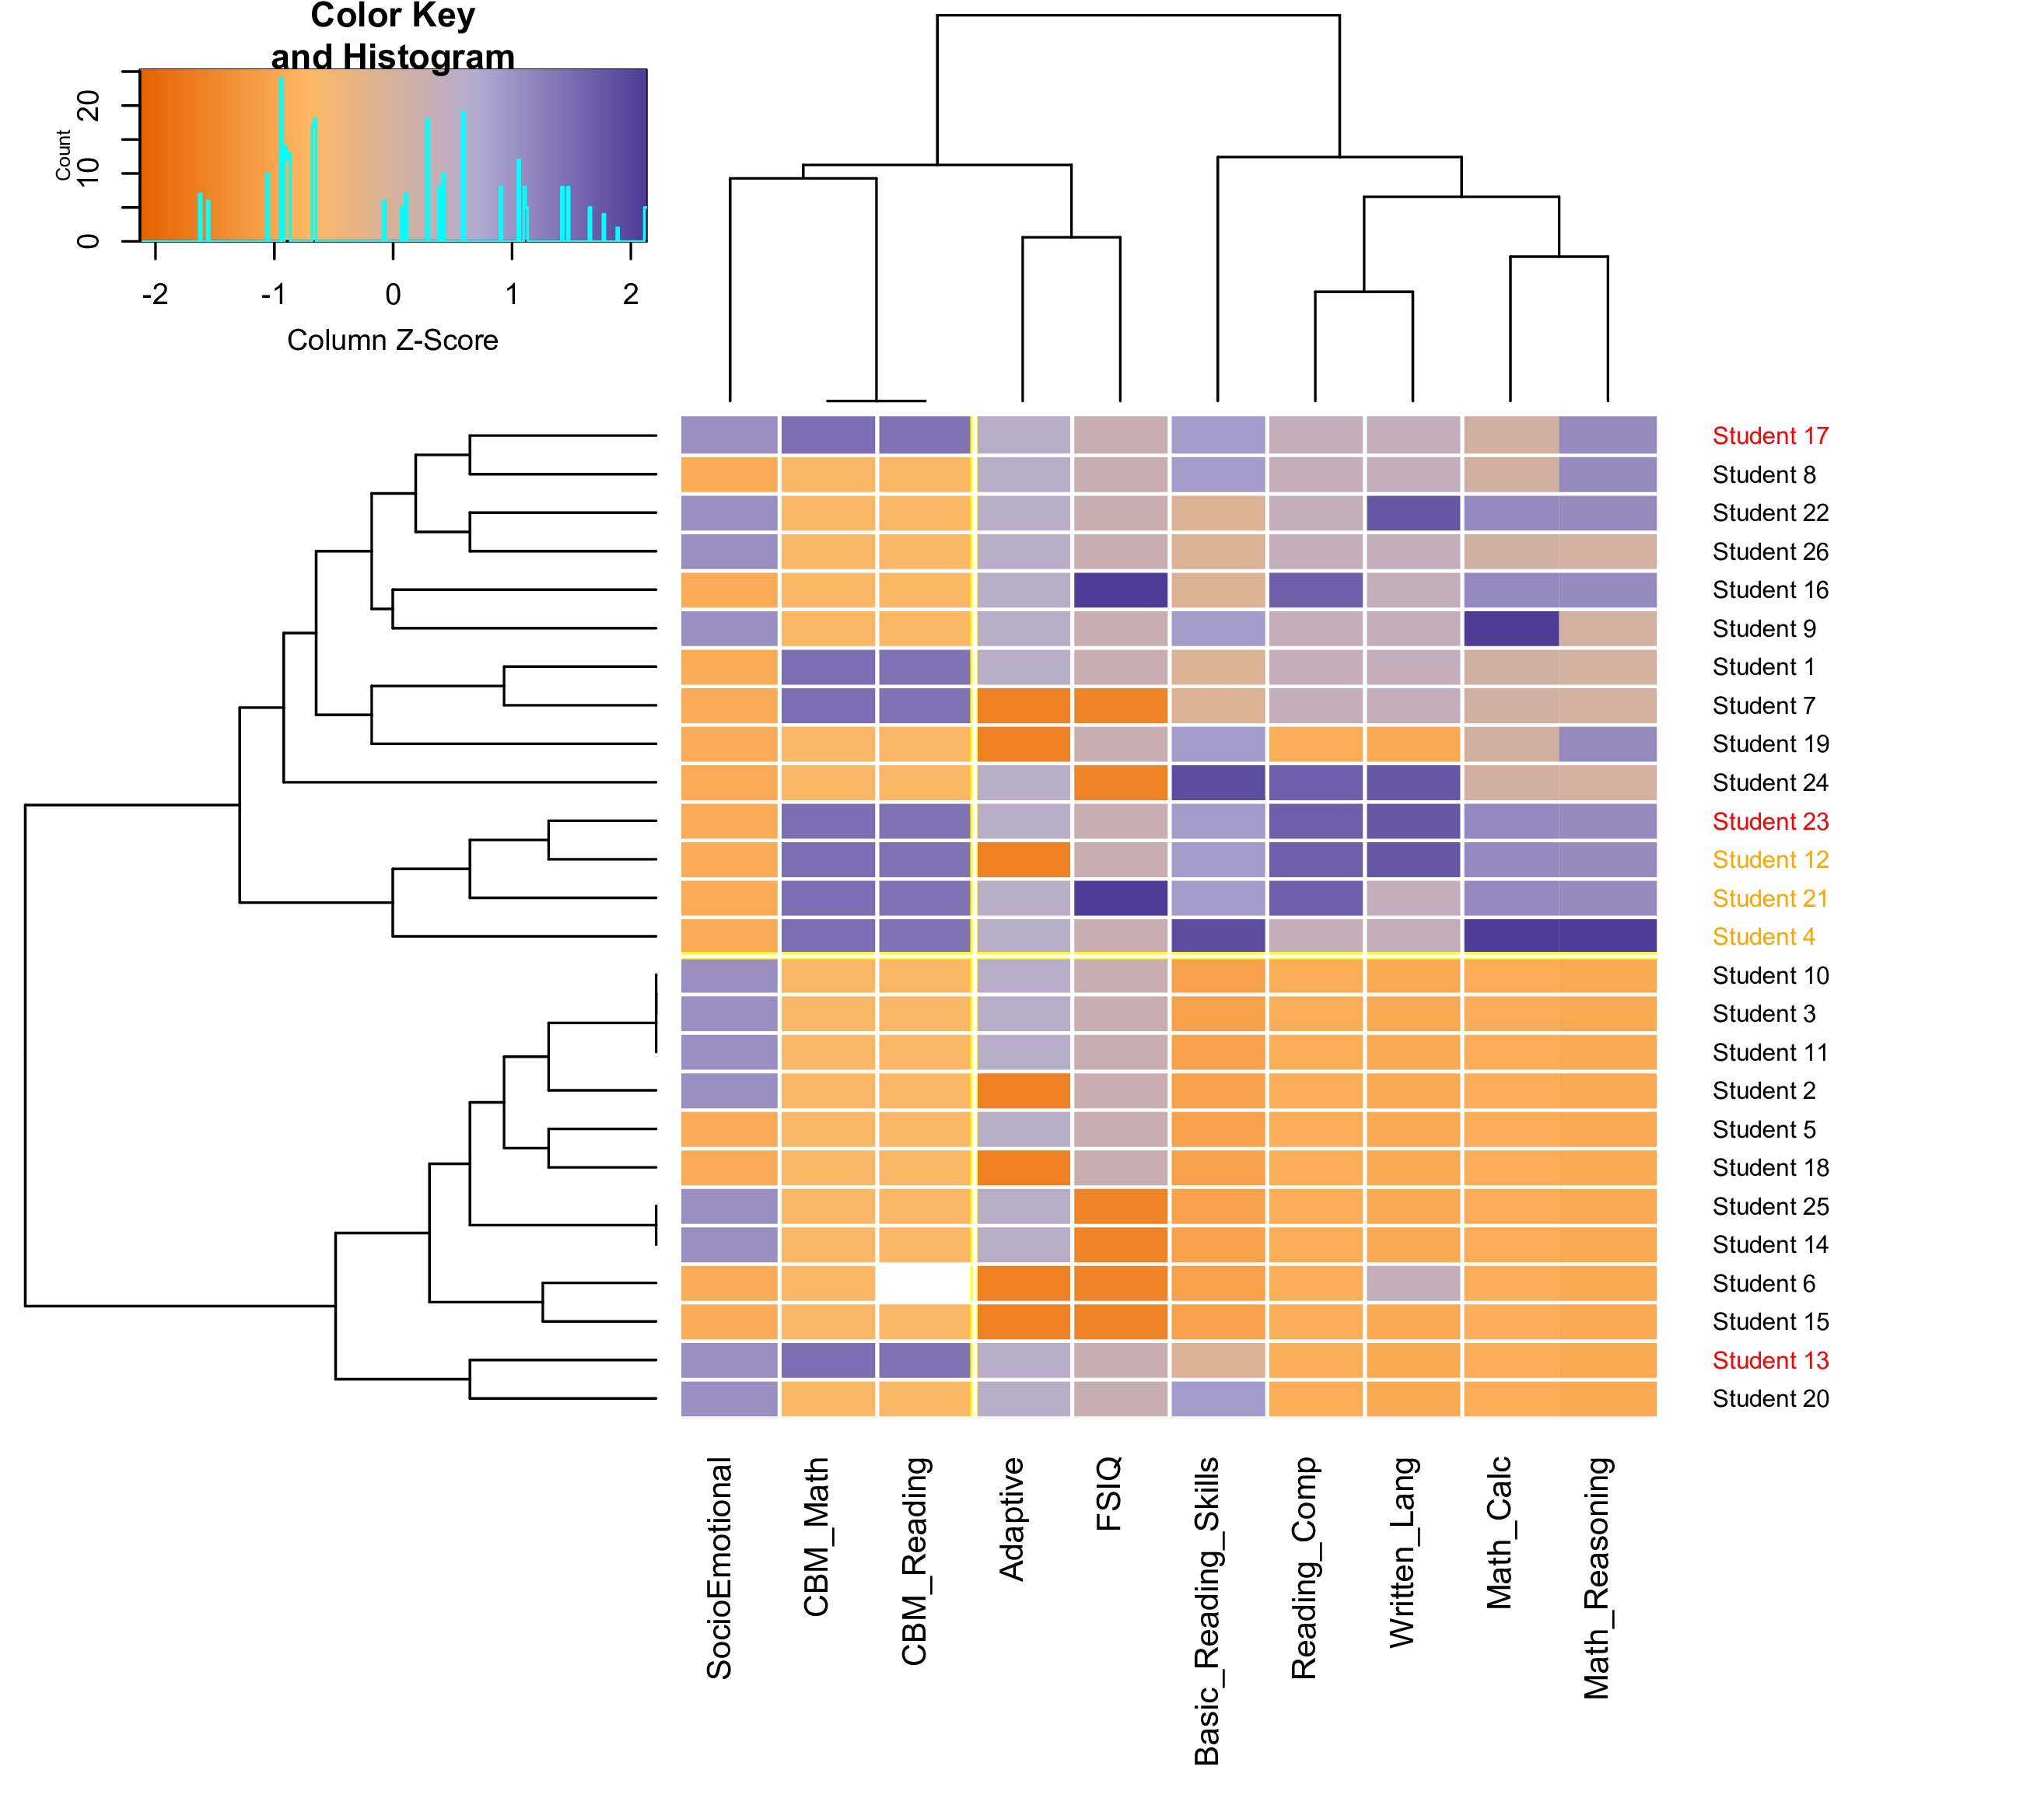 Color Key
and Histogram
Count
0 10 20
-2 -1 0 1 2
Column Z-Score
Student 17
Student 8
Student 22
Student 26
Student 16
Student 9
Student 1
Student 7
Student 19
Student 24
Student 23
Student 12
Student 21
Student 4
Student 10
Student 3
Student 11
Student 2
Student 5
Student 18
Student 25
Student 14
Student 6
Student 15
Student 13
Student 20
SocioEmotional
CBM_Math
CBM_Reading
Adaptive
FSIQ
Basic_Reading_Skills
Reading_Comp
Written_Lang
Math_Calc
Math_Reasoning